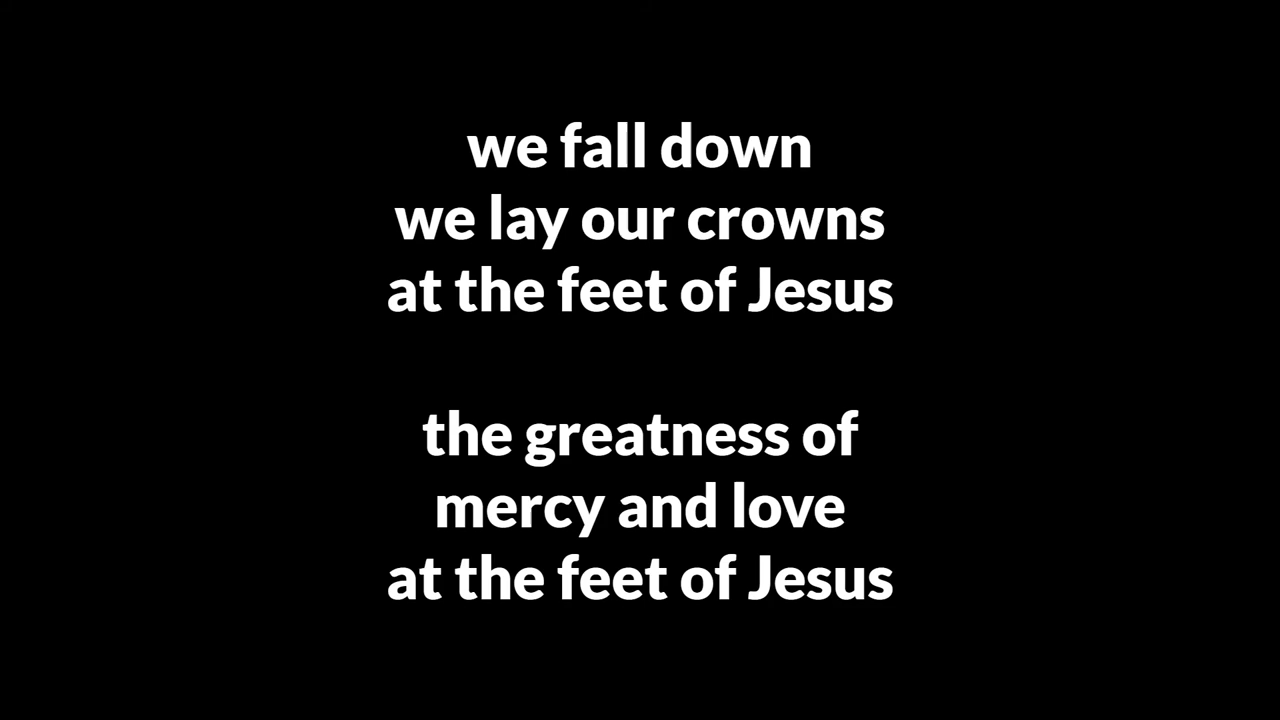 we fall down
we lay our crowns
at the feet of Jesus
the greatness of
mercy and love
at the feet of Jesus